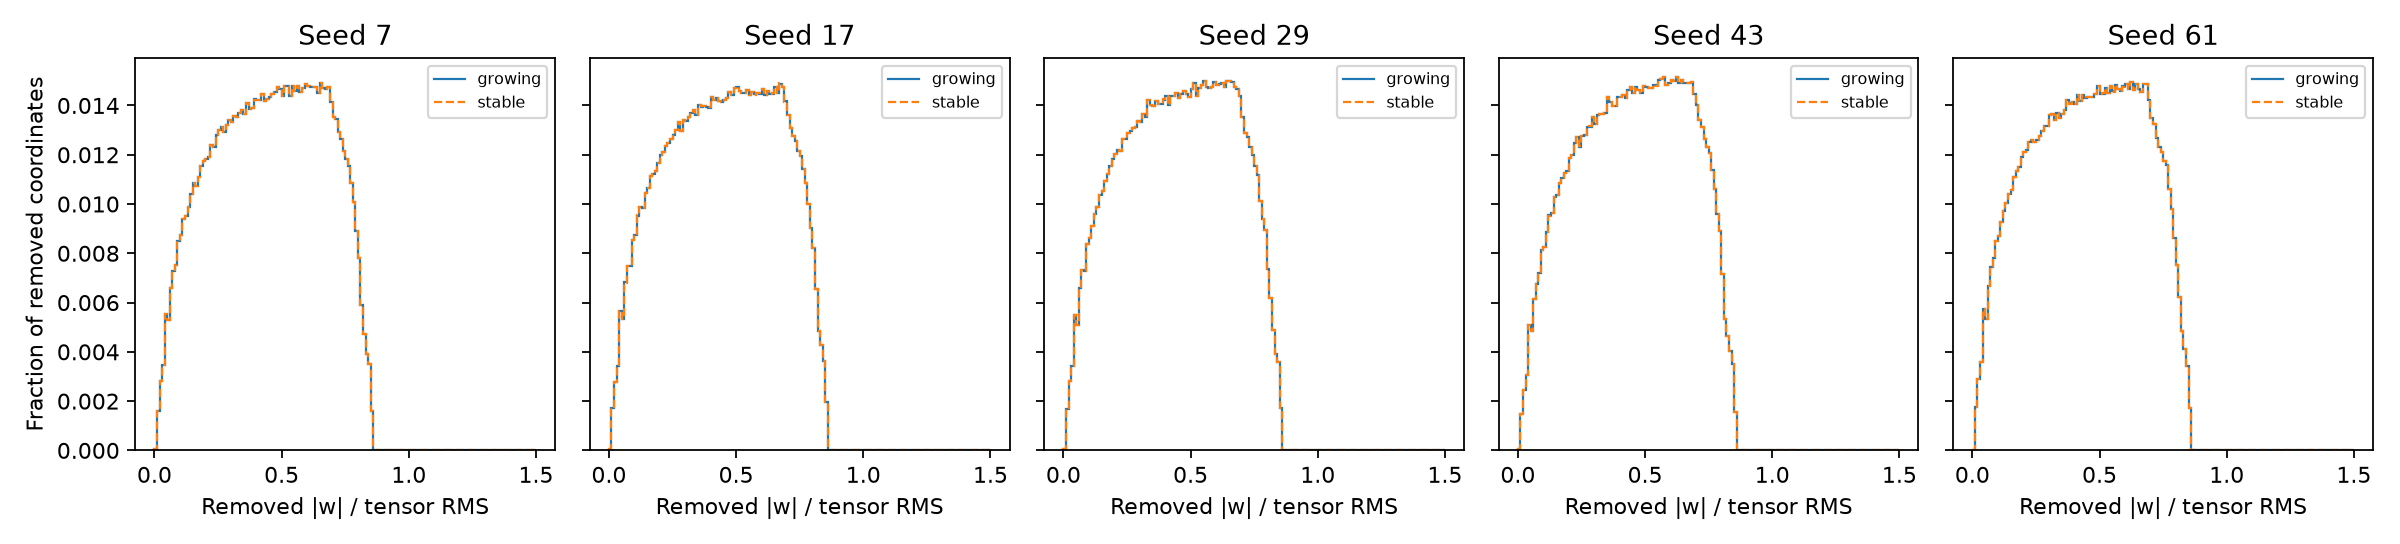 Seed 7
Seed 17
Seed 29
Seed 43
Seed 61
Fraction of removed coordinates
0.014
0.012
0.010
0.008
0.006
0.004
0.002
0.000
growing
stable
growing
stable
growing
stable
growing
stable
growing
stable
0.0 0.5 1.0 1.5
0.0 0.5 1.0 1.5
0.0 0.5 1.0 1.5
0.0 0.5 1.0 1.5
0.0 0.5 1.0 1.5
Removed |w| / tensor RMS
Removed |w| / tensor RMS
Removed |w| / tensor RMS
Removed |w| / tensor RMS
Removed |w| / tensor RMS